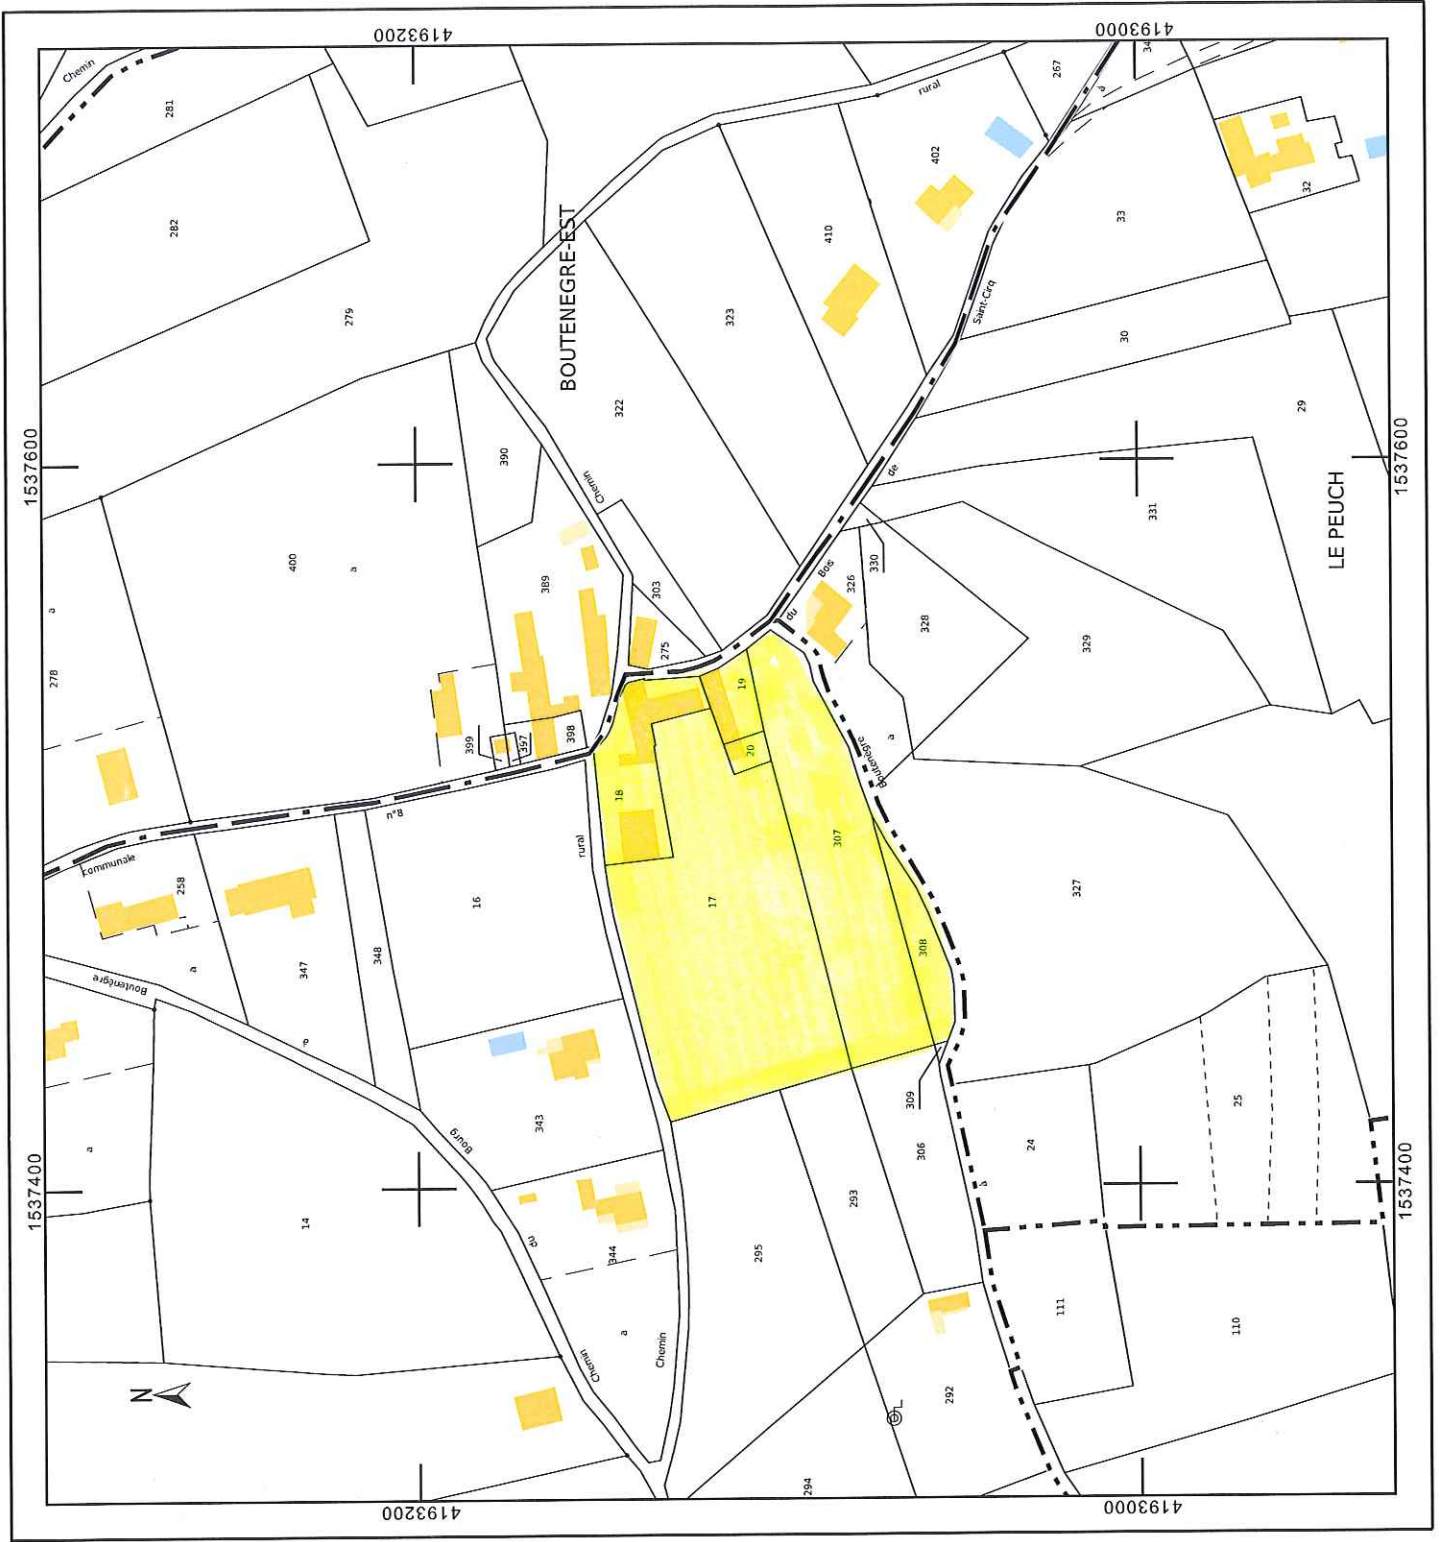 4193200
4193000
Chemin
281
267
34
a
rural
402
282
32
33
410
BOUTENEGRE-EST
Saint-Cirq
279
323
30
322
29
1537600
1537600
390
de
Chemin
331
LE PEUCH
400
a
389
303
Bois
326
330
a
278
du
328
275
329
19
399
397
398
20
a
Boutenègre
18
n°8
307
rural
communale
258
16
17
327
308
348
347
a
Boutenègre
à
309
25
343
Bourg
a
24
306
1537400
1537400
à
293
14
du
344
295
111
110
a
Chemin
Chemin
N
292
294
4193200
4193000